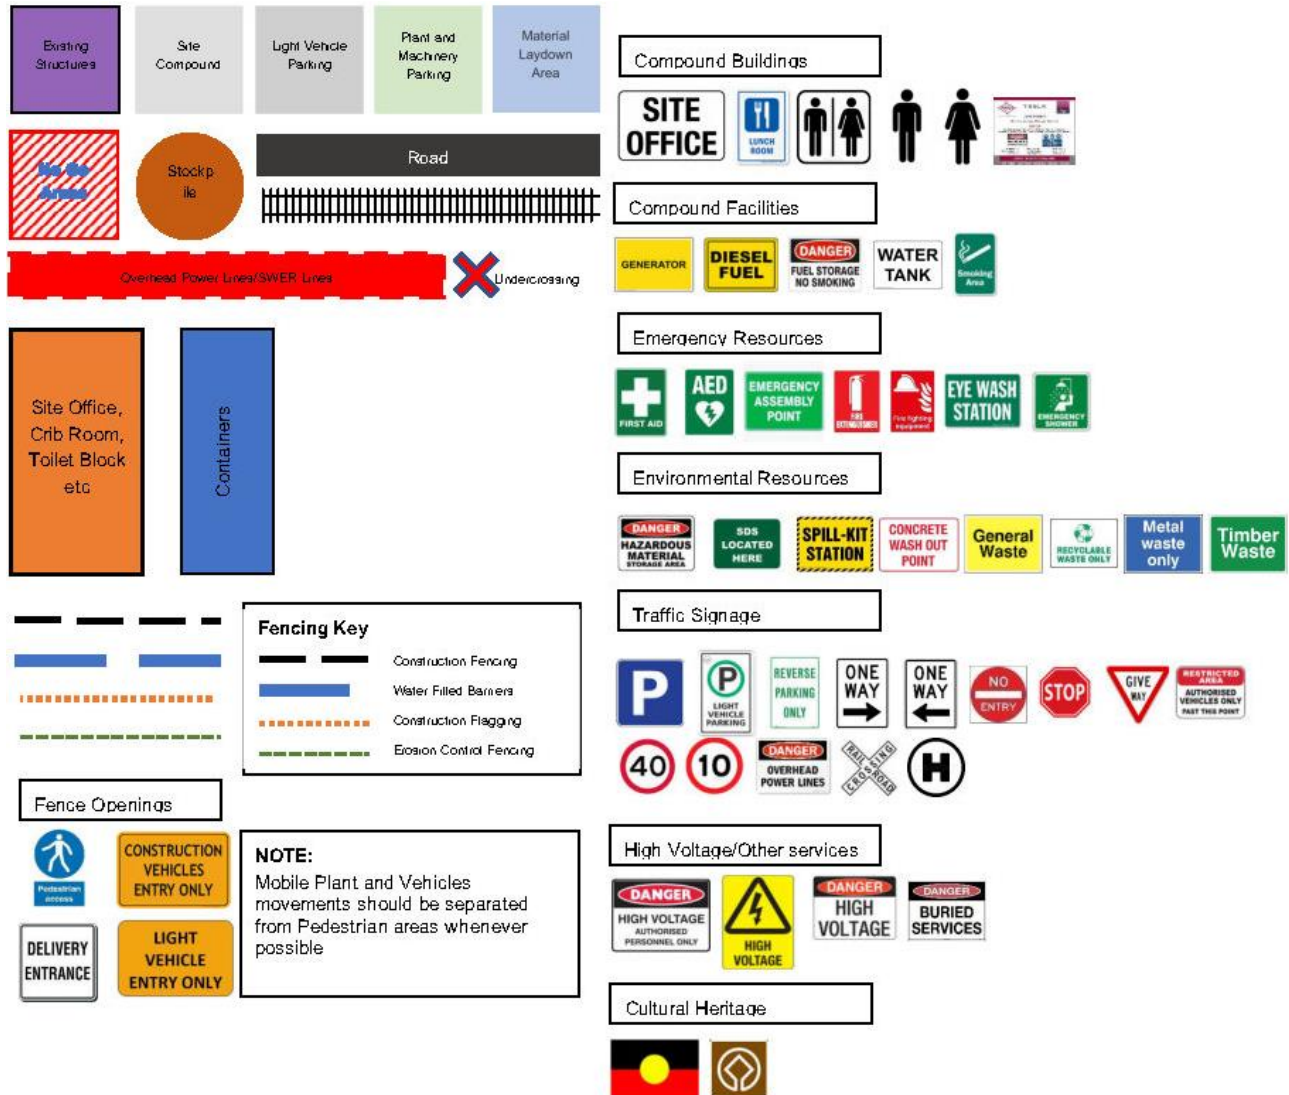 Existing
Structures
Site
Compound
Light Vehicle
Parking
Plant and
Machinery
Parking
Material
Laydown
Area
No Go
Areas
Stockp
ile
Road
Overhead Power Lines/SWER Lines
Undercrossing
Site Office,
Crib Room,
Toilet Block
etc
Containers
Fencing Key
Construction Fencing
Water Filled Barriers
Construction Flagging
Erosion Control Fencing
Fence Openings
Pedestrian
access
CONSTRUCTION
VEHICLES
ENTRY ONLY
DELIVERY
ENTRANCE
LIGHT
VEHICLE
ENTRY ONLY
NOTE:
Mobile Plant and Vehicles
movements should be separated
from Pedestrian areas whenever
possible
Compound Buildings
SITE
OFFICE
LUNCH
ROOM
TESLA
Compound Facilities
GENERATOR
DIESEL
FUEL
DANGER
FUEL STORAGE
NO SMOKING
WATER
TANK
Smoking
Area
Emergency Resources
FIRST AID
AED
EMERGENCY
ASSEMBLY
POINT
FIRE
EXTINGUISHER
Fire fighting
equipment
EYE WASH
STATION
EMERGENCY
SHOWER
Environmental Resources
DANGER
HAZARDOUS
MATERIAL
STORAGE AREA
SDS
LOCATED
HERE
SPILL-KIT
STATION
CONCRETE
WASH OUT
POINT
General
Waste
RECYCLABLE
WASTE ONLY
Metal
waste
only
Timber
Waste
Traffic Signage
P
P
LIGHT
VEHICLE
PARKING
REVERSE
PARKING
ONLY
ONE
WAY
ONE
WAY
NO
ENTRY
STOP
GIVE
WAY
RESTRICTED
AREA
AUTHORISED
VEHICLES ONLY
PAST THIS POINT
40
10
DANGER
OVERHEAD
POWER LINES
RAILROAD
CROSSING
H
High Voltage/Other services
DANGER
HIGH VOLTAGE
AUTHORISED
PERSONNEL ONLY
HIGH
VOLTAGE
DANGER
HIGH
VOLTAGE
DANGER
BURIED
SERVICES
Cultural Heritage